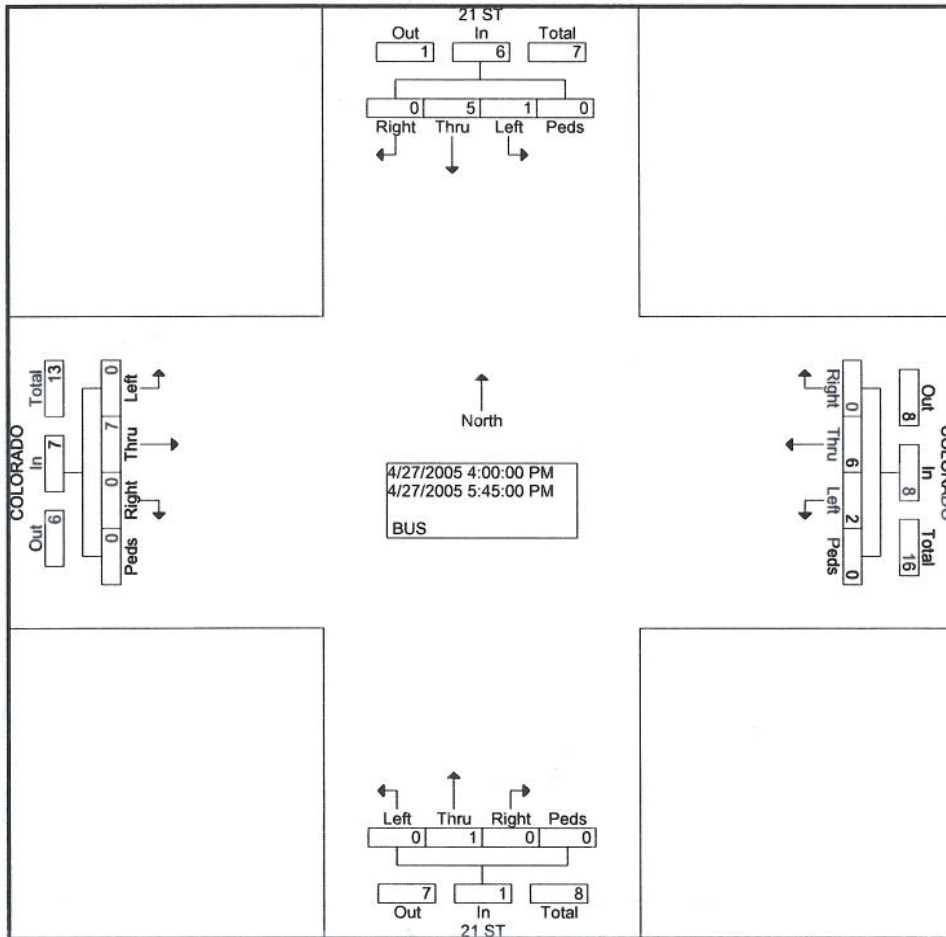 21 ST
Out In Total
1 6 7
0 5 1 0
Right Thru Left Peds
COLORADO
Total In Out
13 7 6
0 7 0 0
Left Thru Right Peds
North
4/27/2005 4:00:00 PM
4/27/2005 5:45:00 PM
BUS
Right Thru Left Peds
0 6 2 0
Out In Total
8 8 16
COLORADO
Left Thru Right Peds
0 1 0 0
7 1 8
Out In Total
21 ST